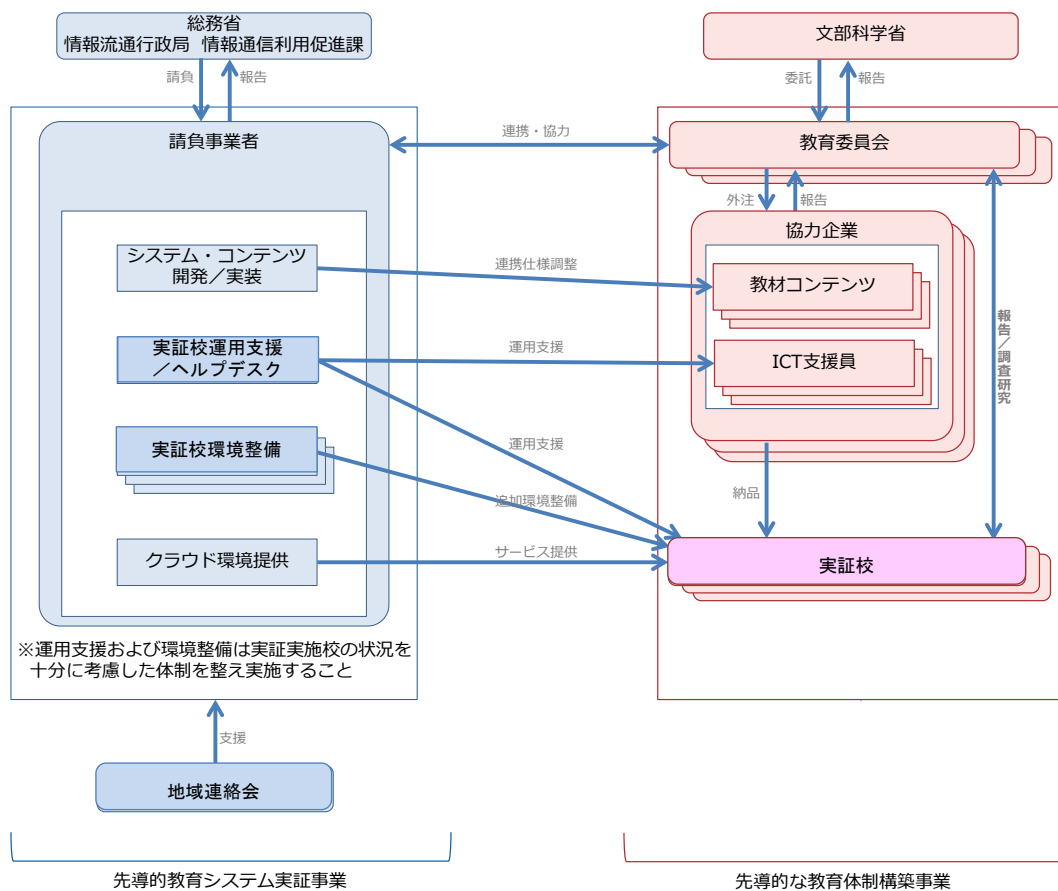 総務省
情報流通行政局 情報通信利用促進課
請負
報告
請負事業者
システム・コンテンツ
開発／実装
実証校運用支援
／ヘルプデスク
実証校環境整備
クラウド環境提供
※運用支援および環境整備は実証実施校の状況を
十分に考慮した体制を整え実施すること
支援
地域連絡会
先導的教育システム実証事業
連携・協力
連携仕様調整
運用支援
運用支援
追加環境整備
サービス提供
文部科学省
委託
報告
教育委員会
外注
報告
協力企業
教材コンテンツ
ICT支援員
報告／調査研究
納品
実証校
先導的な教育体制構築事業